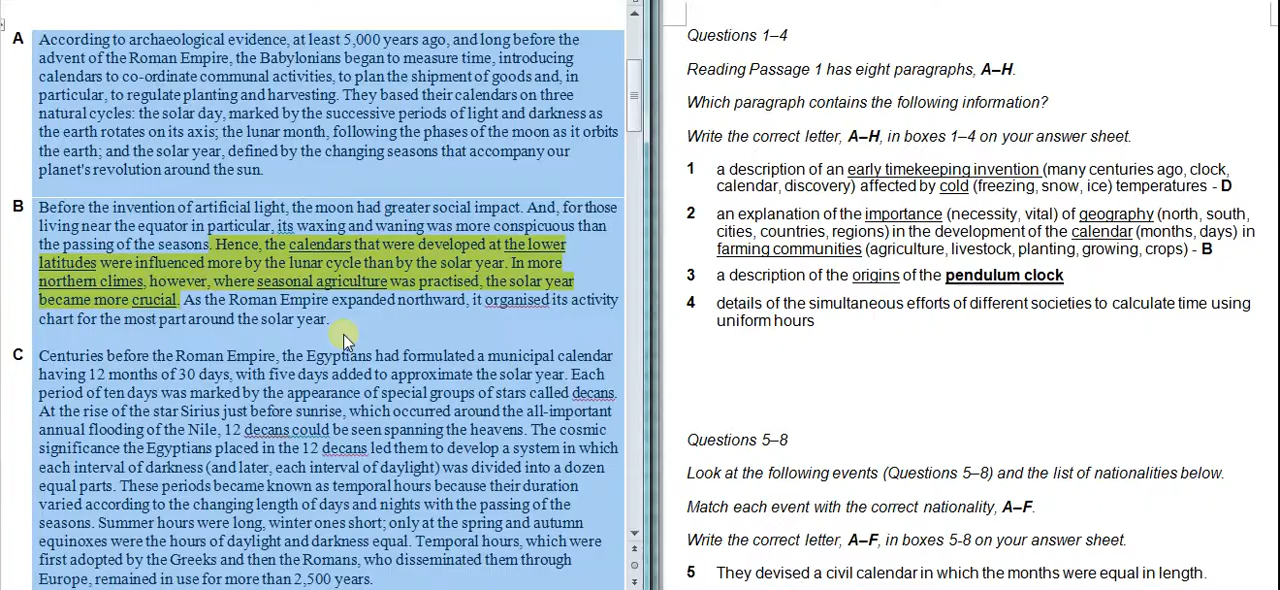 A According to archaeological evidence, at least 5,000 years ago, and long before the
advent of the Roman Empire, the Babylonians began to measure time, introducing
calendars to co-ordinate communal activities, to plan the shipment of goods and, in
particular, to regulate planting and harvesting. They based their calendars on three
natural cycles: the solar day, marked by the successive periods of light and darkness as
the earth rotates on its axis; the lunar month, following the phases of the moon as it orbits
the earth; and the solar year, defined by the changing seasons that accompany our
planet's revolution around the sun.
B Before the invention of artificial light, the moon had greater social impact. And, for those
living near the equator in particular, its waxing and waning was more conspicuous than
the passing of the seasons. Hence, the calendars that were developed at the lower
latitudes were influenced more by the lunar cycle than by the solar year. In more
northern climes, however, where seasonal agriculture was practised, the solar year
became more crucial. As the Roman Empire expanded northward, it organised its activity
chart for the most part around the solar year.
C Centuries before the Roman Empire, the Egyptians had formulated a municipal calendar
having 12 months of 30 days, with five days added to approximate the solar year. Each
period of ten days was marked by the appearance of special groups of stars called decans.
At the rise of the star Sirius just before sunrise, which occurred around the all-important
annual flooding of the Nile, 12 decans could be seen spanning the heavens. The cosmic
significance the Egyptians placed in the 12 decans led them to develop a system in which
each interval of darkness (and later, each interval of daylight) was divided into a dozen
equal parts. These periods became known as temporal hours because their duration
varied according to the changing length of days and nights with the passing of the
seasons. Summer hours were long, winter ones short; only at the spring and autumn
equinoxes were the hours of daylight and darkness equal. Temporal hours, which were
first adopted by the Greeks and then the Romans, who disseminated them through
Europe, remained in use for more than 2,500 years.
Questions 1–4
Reading Passage 1 has eight paragraphs, A–H.
Which paragraph contains the following information?
Write the correct letter, A–H, in boxes 1–4 on your answer sheet.
1 a description of an early timekeeping invention (many centuries ago, clock,
calendar, discovery) affected by cold (freezing, snow, ice) temperatures - D
2 an explanation of the importance (necessity, vital) of geography (north, south,
cities, countries, regions) in the development of the calendar (months, days) in
farming communities (agriculture, livestock, planting, growing, crops) - B
3 a description of the origins of the pendulum clock
4 details of the simultaneous efforts of different societies to calculate time using
uniform hours
Questions 5–8
Look at the following events (Questions 5–8) and the list of nationalities below.
Match each event with the correct nationality, A–F.
Write the correct letter, A–F, in boxes 5-8 on your answer sheet.
5 They devised a civil calendar in which the months were equal in length.